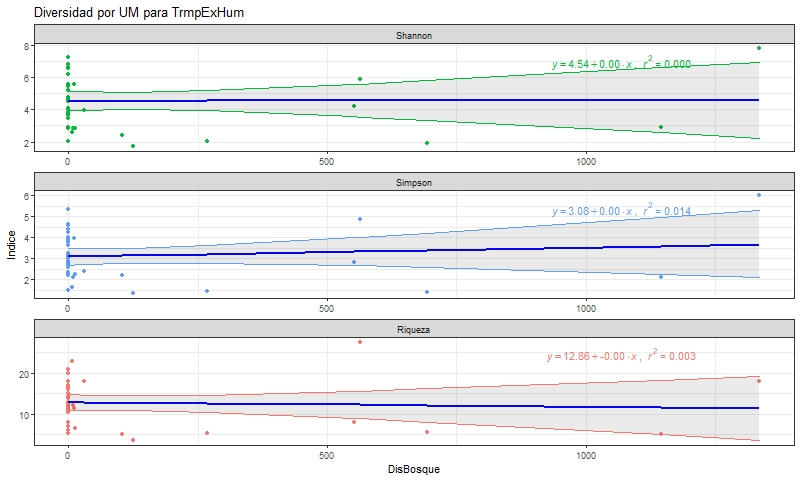 Diversidad por UM para TrmpExHum
Shannon
8
6
4
2
y = 4.54 + 0.00 · x , r² = 0.000
0 500 1000
Simpson
6
5
4
3
2
y = 3.08 + 0.00 · x , r² = 0.014
0 500 1000
Indice
Riqueza
20
10
y = 12.86 + -0.00 · x , r² = 0.003
0 500 1000
DisBosque